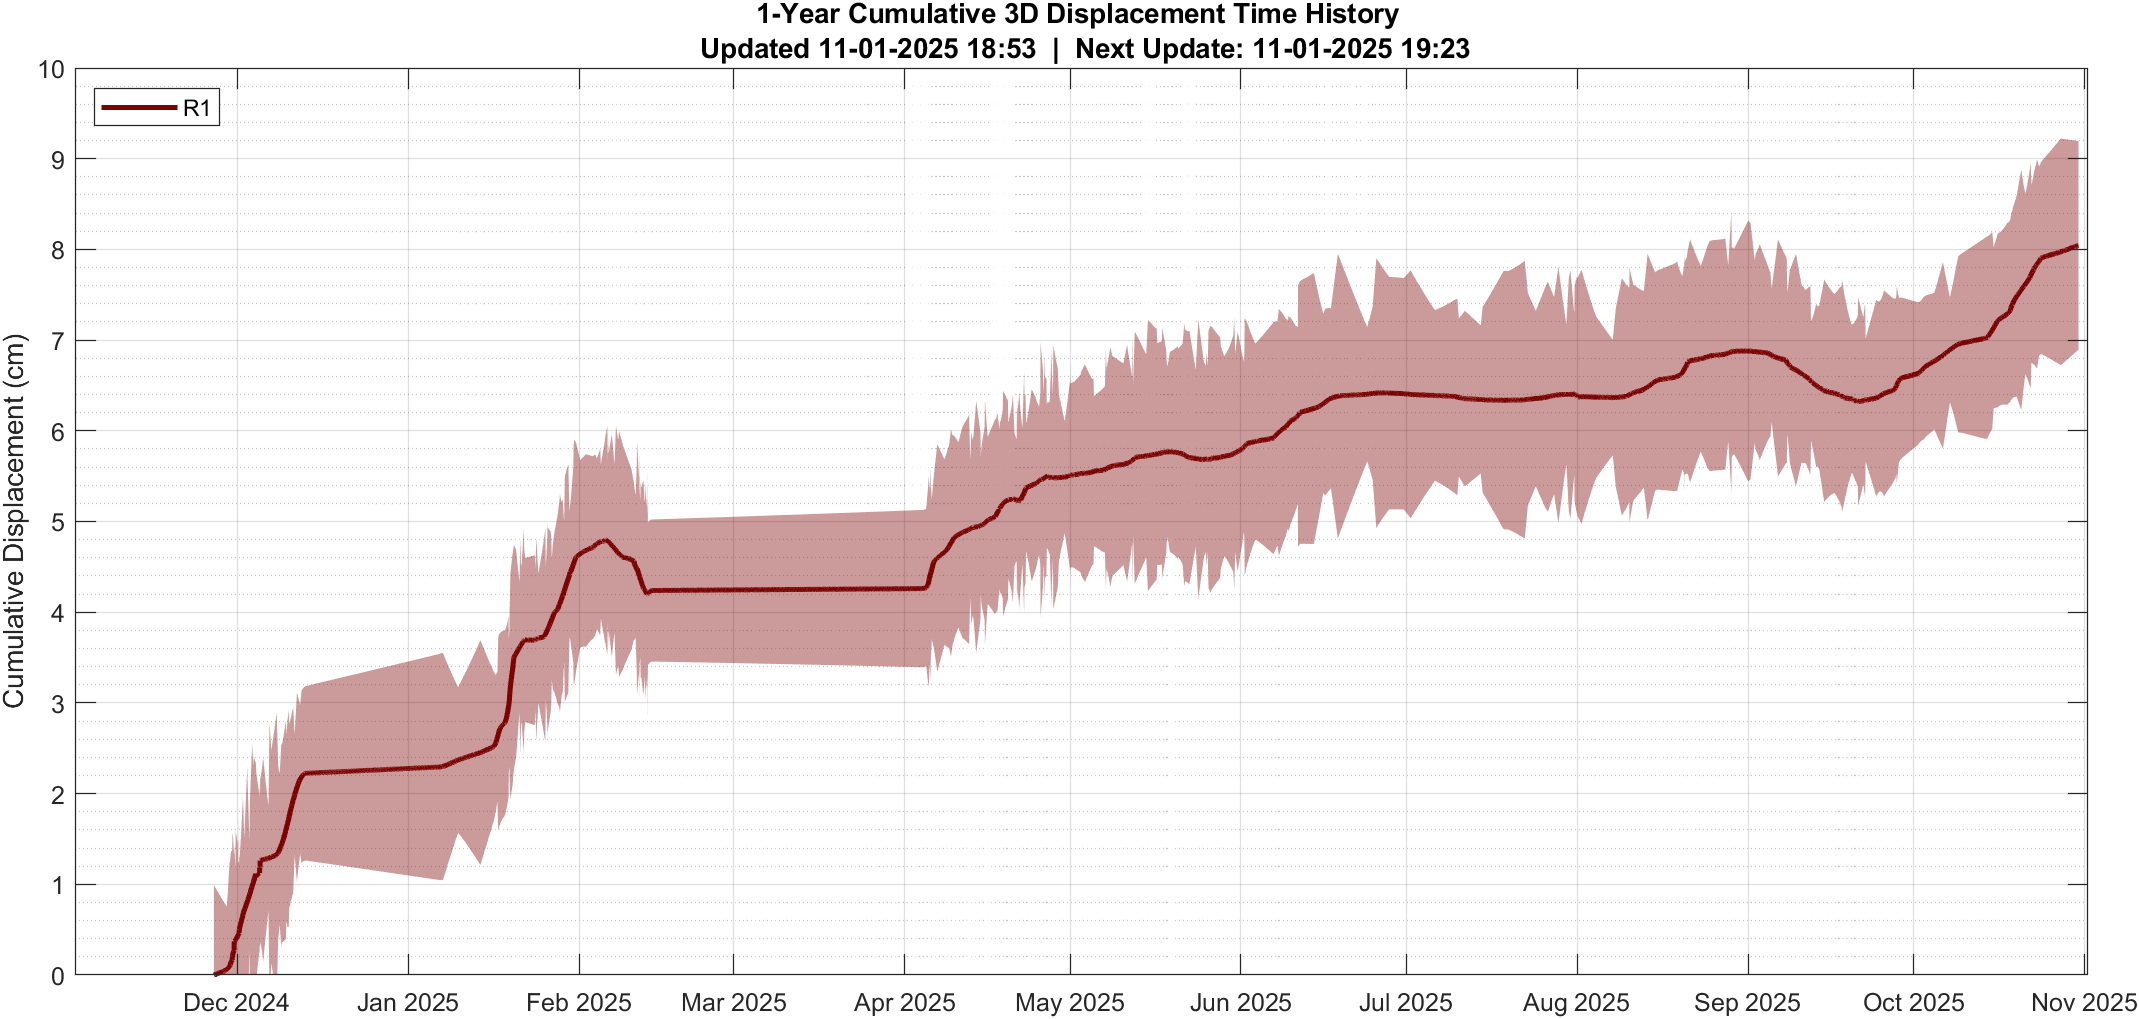 1-Year Cumulative 3D Displacement Time History
Updated 11-01-2025 18:53 | Next Update: 11-01-2025 19:23
R1
Cumulative Displacement (cm)
10
9
8
7
6
5
4
3
2
1
0
Dec 2024 Jan 2025 Feb 2025 Mar 2025 Apr 2025 May 2025 Jun 2025 Jul 2025 Aug 2025 Sep 2025 Oct 2025 Nov 2025